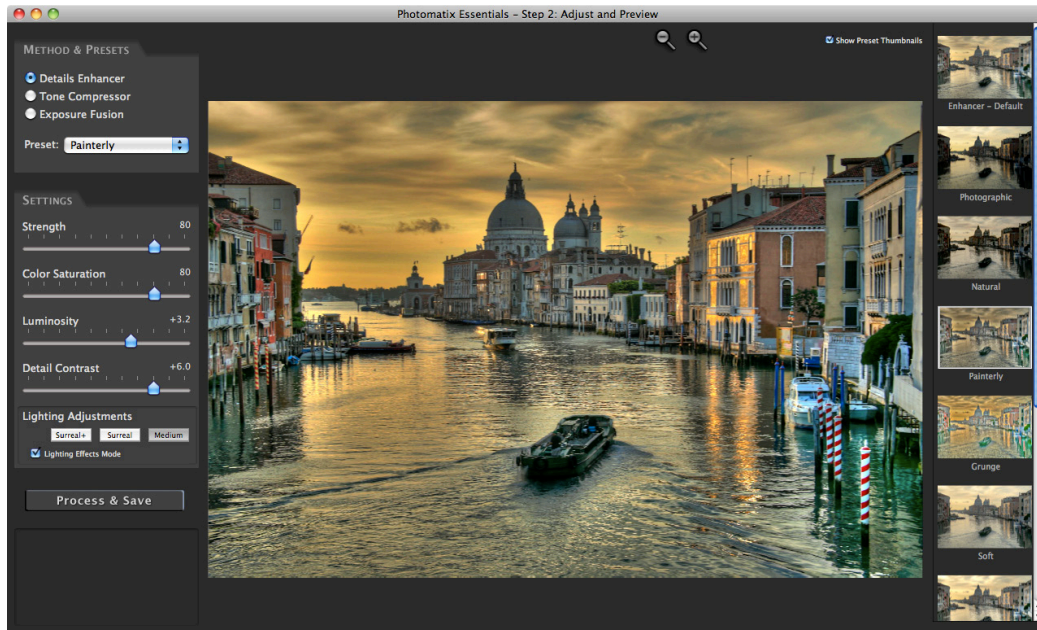 Photomatix Essentials – Step 2: Adjust and Preview
METHOD & PRESETS
Details Enhancer
Tone Compressor
Exposure Fusion
Preset: Painterly
SETTINGS
Strength 80
Color Saturation 80
Luminosity +3.2
Detail Contrast +6.0
Lighting Adjustments
Surreal+ Surreal Medium
Lighting Effects Mode
Process & Save
Show Preset Thumbnails
Enhancer – Default
Photographic
Natural
Painterly
Grunge
Soft